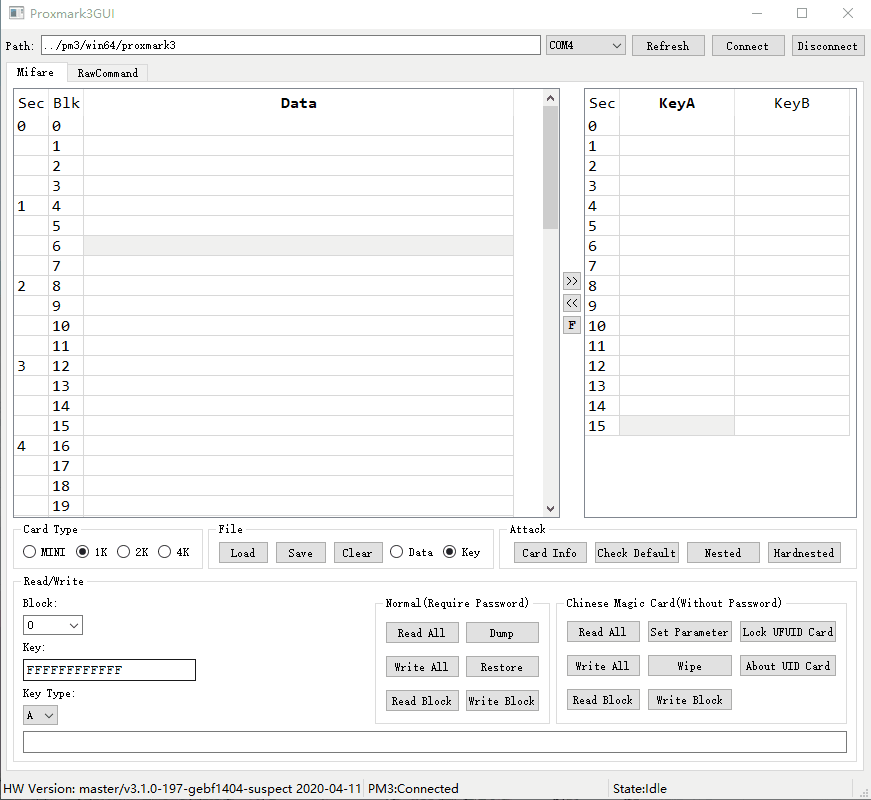 Proxmark3GUI
Path: ../pm3/win64/proxmark3 COM4 Refresh Connect Disconnect
Mifare RawCommand
Sec Blk Data Sec KeyA KeyB
0 0 0
1 1
2 2
3 3
1 4 4
5 5
6 6
7 7
>>
2 8 8
<<
9 9
F
10 10
11 11
3 12 12
13 13
14 14
15 15
4 16
17
18
19
Card Type File Attack
MINI 1K 2K 4K Load Save Clear Data Key Card Info Check Default Nested Hardnested
Read/Write
Block: Normal(Require Password) Chinese Magic Card(Without Password)
0 Read All Dump Read All Set Parameter Lock UFUID Card
Key:
FFFFFFFFFFFF Write All Restore Write All Wipe About UID Card
Key Type:
A Read Block Write Block Read Block Write Block
HW Version: master/v3.1.0-197-gebf1404-suspect 2020-04-11 PM3:Connected State:Idle